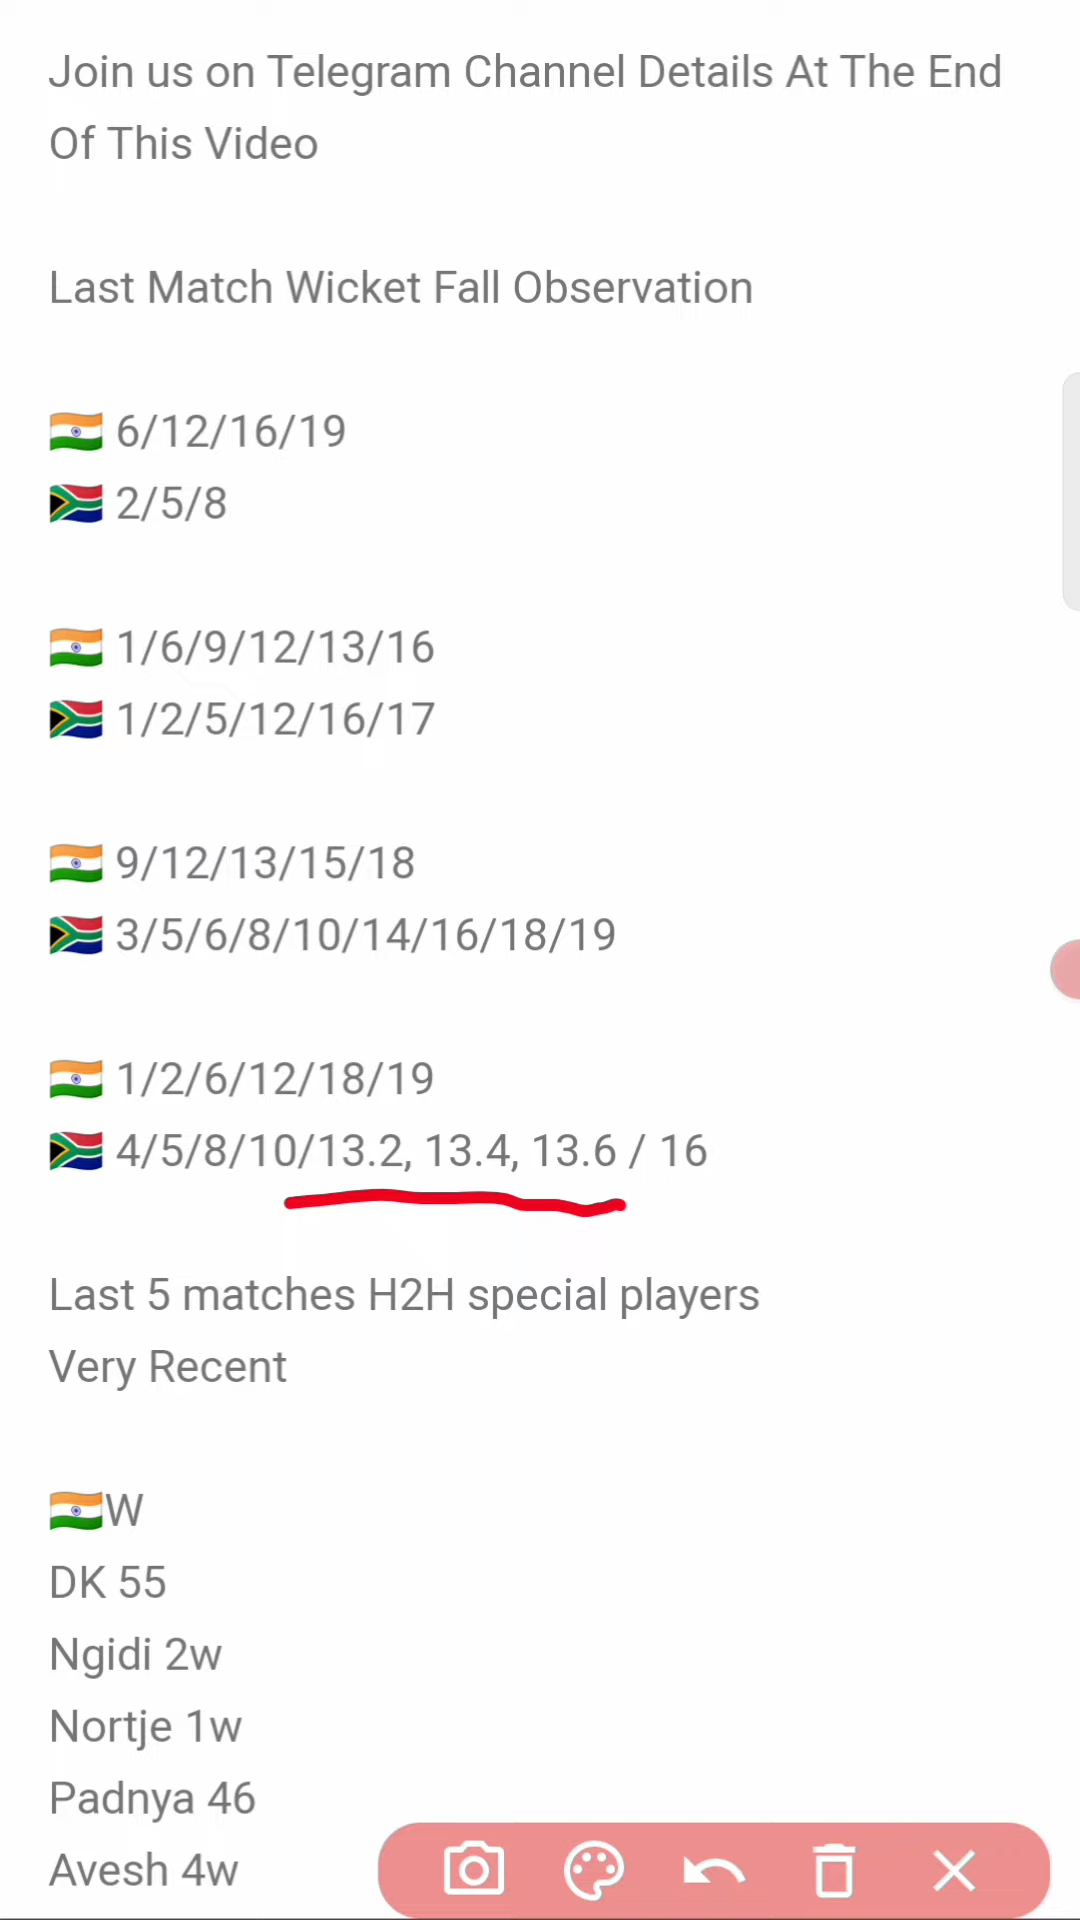 Join us on Telegram Channel Details At The End
Of This Video
Last Match Wicket Fall Observation
🇮🇳 6/12/16/19
🇿🇦 2/5/8
🇮🇳 1/6/9/12/13/16
🇿🇦 1/2/5/12/16/17
🇮🇳 9/12/13/15/18
🇿🇦 3/5/6/8/10/14/16/18/19
🇮🇳 1/2/6/12/18/19
🇿🇦 4/5/8/10/13.2, 13.4, 13.6 / 16
Last 5 matches H2H special players
Very Recent
🇮🇳W
DK 55
Ngidi 2w
Nortje 1w
Padnya 46
Avesh 4w